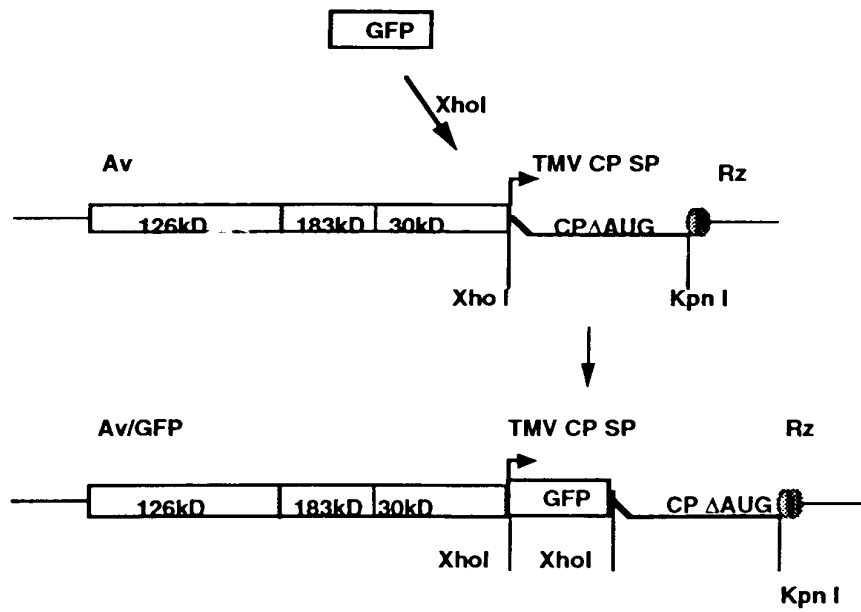 GFP
XhoI
Av TMV CP SP Rz
126kD 183kD 30kD CPΔAUG
Xho I Kpn I
Av/GFP TMV CP SP Rz
126kD 183kD 30kD GFP CP ΔAUG
XhoI XhoI
Kpn I